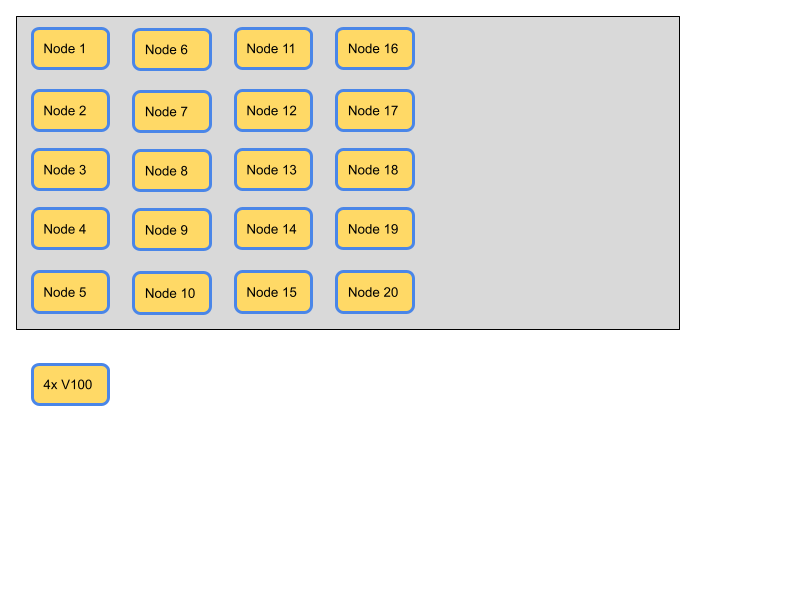 Node 1
Node 6
Node 11
Node 16
Node 2
Node 7
Node 12
Node 17
Node 3
Node 8
Node 13
Node 18
Node 4
Node 9
Node 14
Node 19
Node 5
Node 10
Node 15
Node 20
4x V100